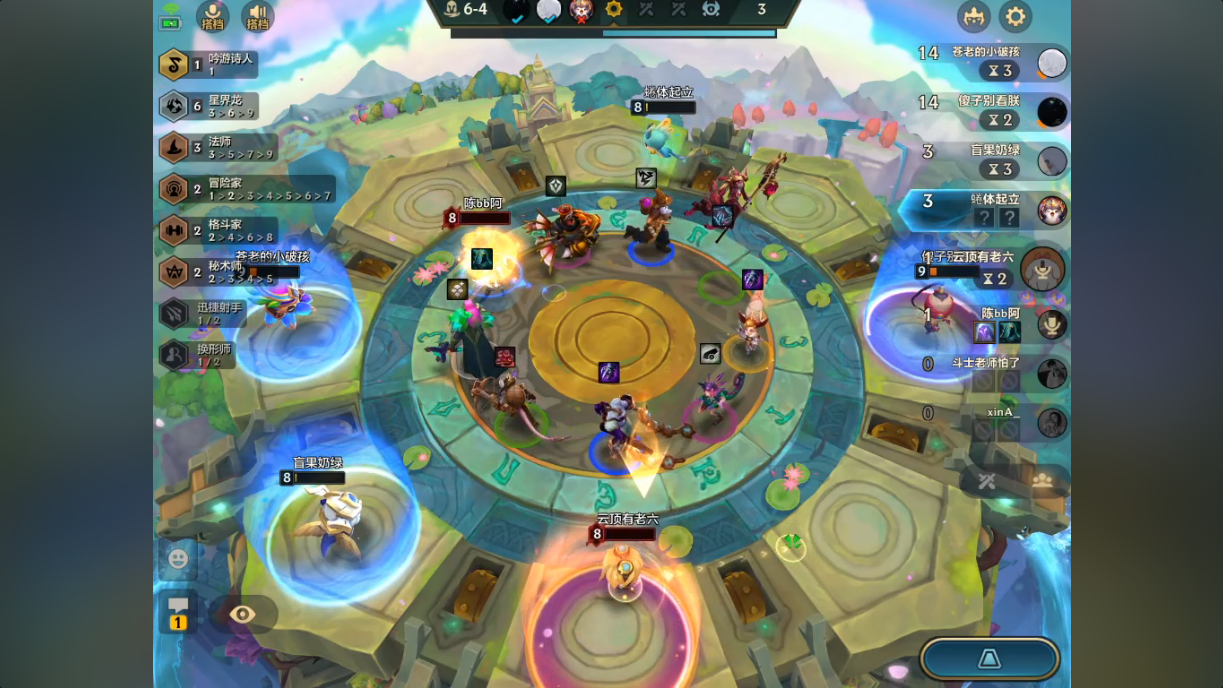 搭档
搭档
6-4
3
1
吟游诗人
1
6
星界龙
3>6>9
3
法师
3>5>7>9
2
冒险家
1>2>3>4>5>6>7
2
格斗家
2>4>6>8
2
秘术师
2>3>4>5
迅捷射手
1/2
换形师
1/2
14
苍老的小破孩
3
14
傻子别看朕
2
3
盲果奶绿
3
3
蜷体起立
? ?
云顶有老六
2
1
陈bb阿
0
斗士老师怕了
0
xinA_
蜷体起立
8
陈bb阿
8
苍老的小破孩
9
盲果奶绿
8
云顶有老六
8
1